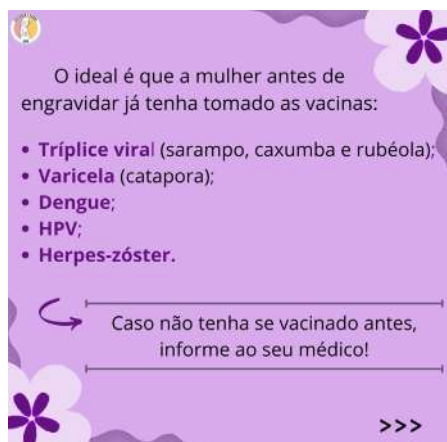 O ideal é que a mulher antes de
engravidar já tenha tomado as vacinas:
• Tríplice viral (sarampo, caxumba e rubéola);
• Varicela (catapora);
• Dengue;
• HPV;
• Herpes-zóster.
Caso não tenha se vacinado antes,
informe ao seu médico!
>>>